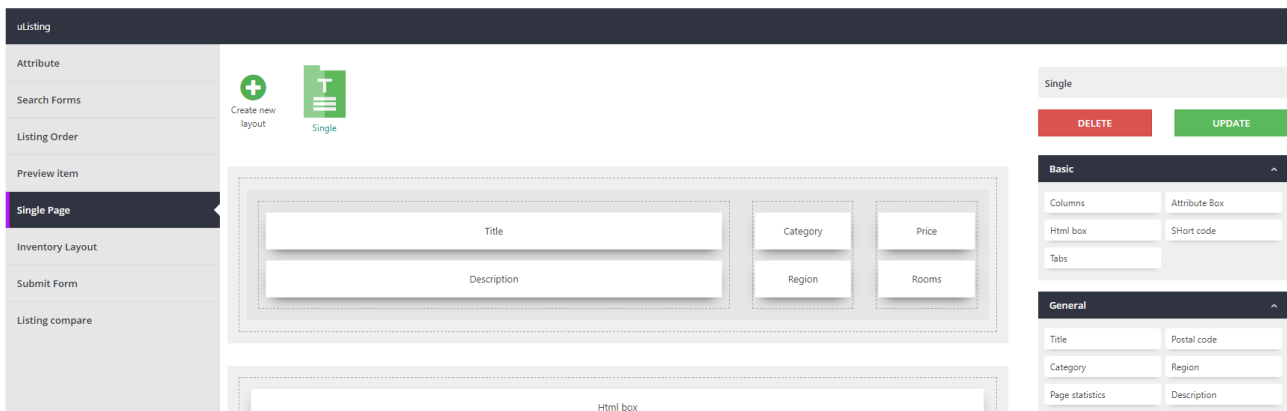 uListing
Attribute
Search Forms
Listing Order
Preview item
Single Page
Inventory Layout
Submit Form
Listing compare
Create new
layout
T
Single
Title
Description
Category
Region
Price
Rooms
Html box
Single
DELETE UPDATE
Basic
Columns Attribute Box
Html box SHort code
Tabs
General
Title Postal code
Category Region
Page statistics Description